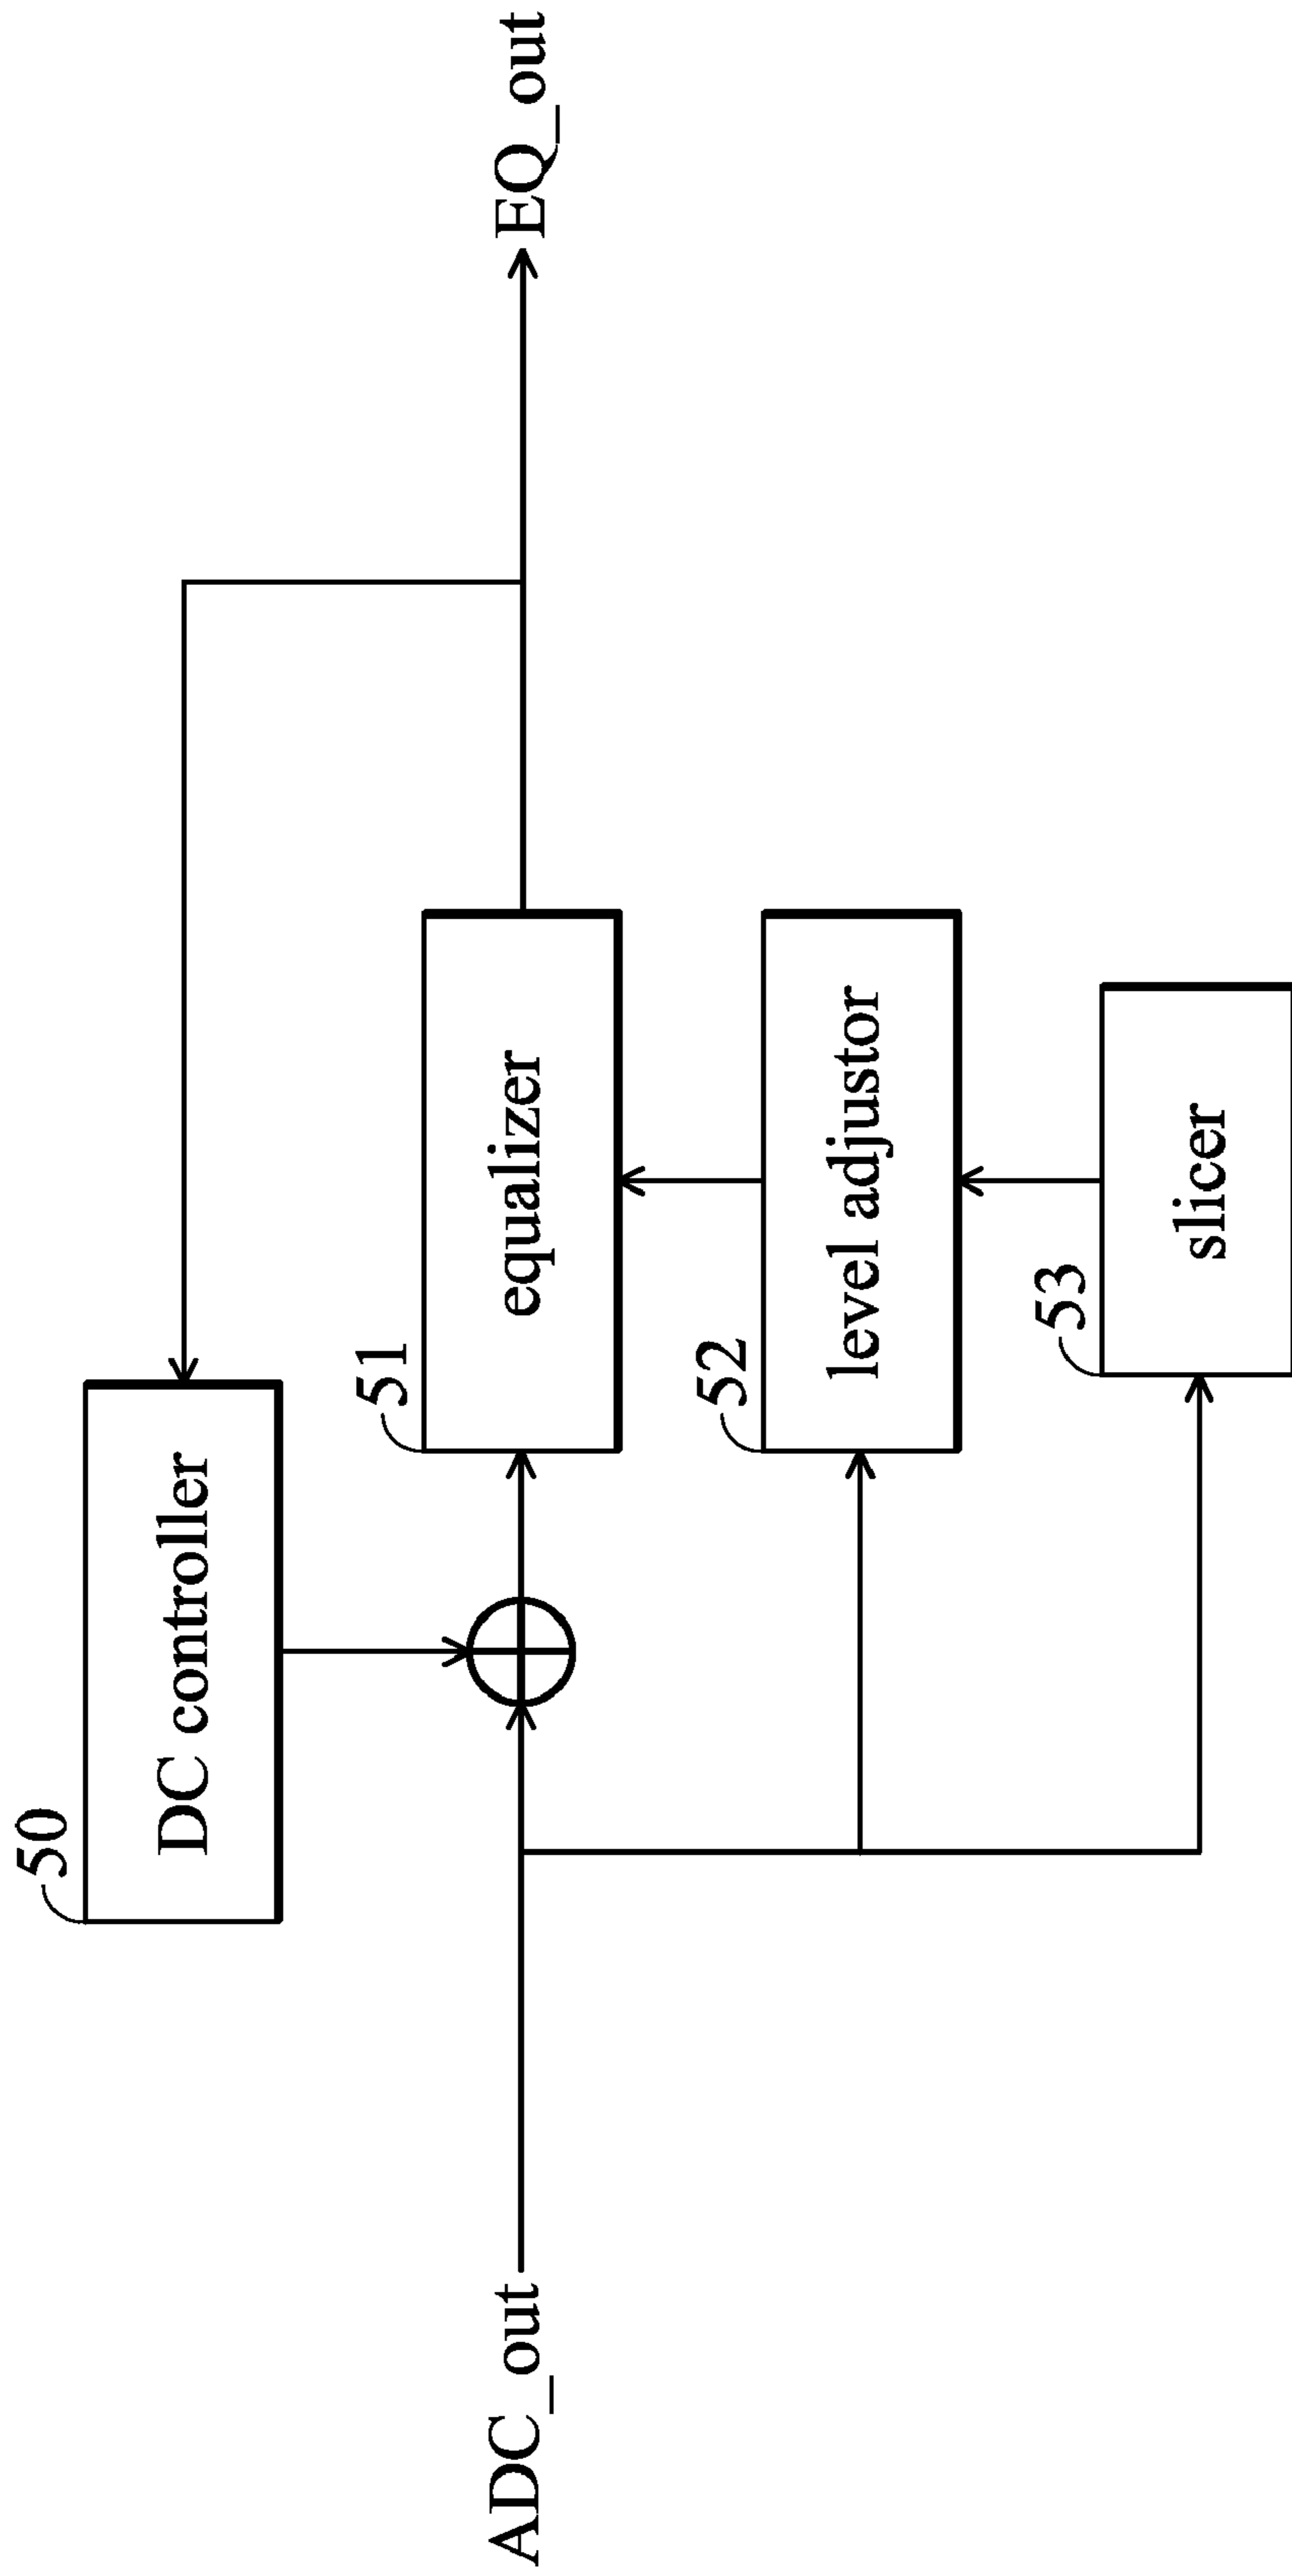 50
DC controller
ADC_out
EQ_out
51
equalizer
52
level adjustor
53
slicer